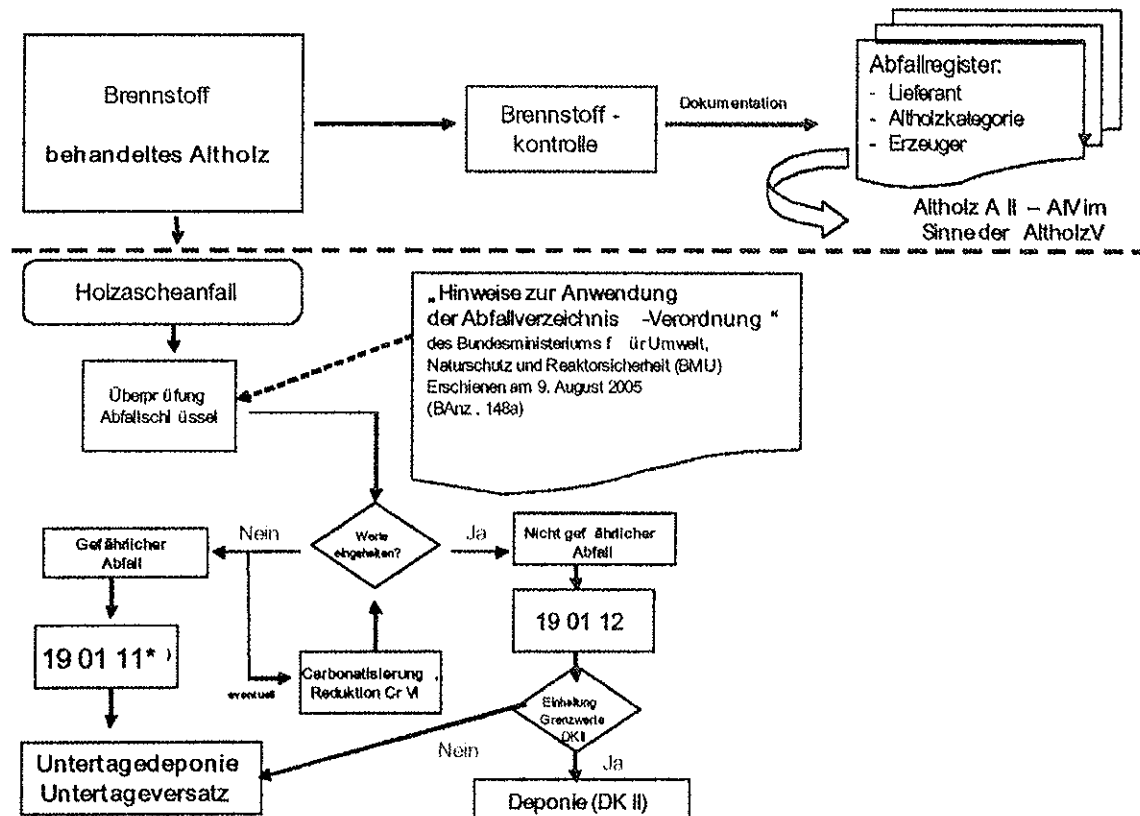 Brennstoff
behandeltes Altholz
Brennstoff -
kontrolle
Dokumentation
Abfallregister:
- Lieferant
- Altholzkategorie
- Erzeuger
Altholz A II – AIV im
Sinne der AltholzV
Holzascheanfall
„Hinweise zur Anwendung
der Abfallverzeichnis -Verordnung “
des Bundesministeriums f ür Umwelt,
Naturschutz und Reaktorsicherheit (BMU)
Erschienen am 9. August 2005
(BAnz . 148a)
Überpr üfung
Abfallschl üssel
Nein
Werte
eingehalten?
Ja
Gefährlicher
Abfall
Nicht gef ährlicher
Abfall
19 01 11* )
19 01 12
eventuell
Carbonatisierung ,
Reduktion Cr VI
Einhaltung
Grenzwerte
DK II
Nein
Ja
Untertagedeponie
Untertageversatz
Deponie (DK II)